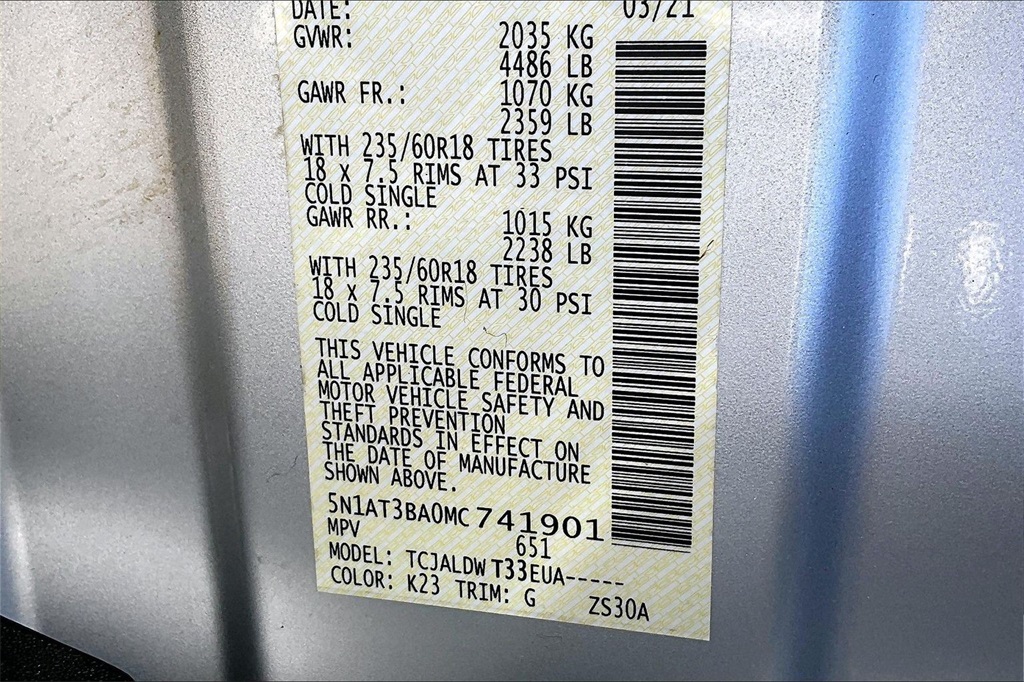 DATE: 03/21
GVWR: 2035 KG
4486 LB
GAWR FR.: 1070 KG
2359 LB
WITH 235/60R18 TIRES
18 x 7.5 RIMS AT 33 PSI
COLD SINGLE
GAWR RR.: 1015 KG
2238 LB
WITH 235/60R18 TIRES
18 x 7.5 RIMS AT 30 PSI
COLD SINGLE
THIS VEHICLE CONFORMS TO
ALL APPLICABLE FEDERAL
MOTOR VEHICLE SAFETY AND
THEFT PREVENTION
STANDARDS IN EFFECT ON
THE DATE OF MANUFACTURE
SHOWN ABOVE.
5N1AT3BA0MC 741901
MPV 651
MODEL: TCJALDW T33EUA-----
COLOR: K23 TRIM: G ZS30A